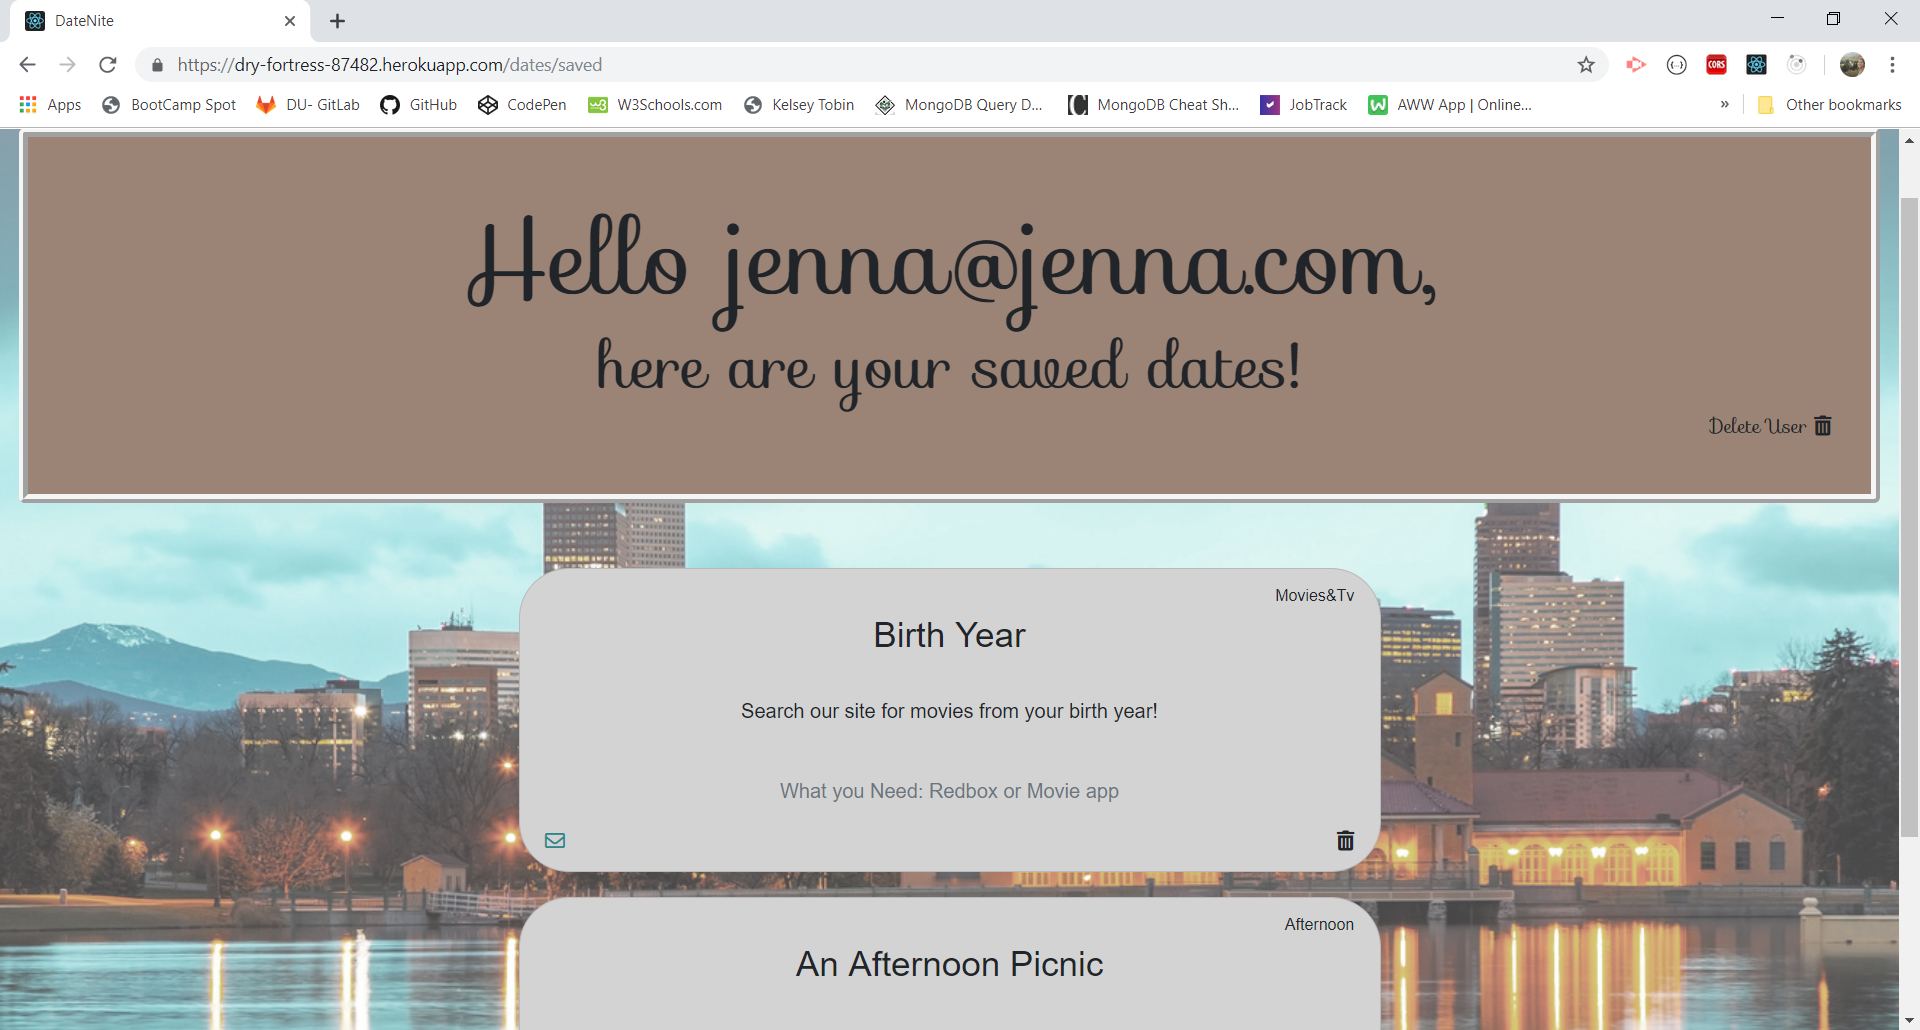 DateNite
https://dry-fortress-87482.herokuapp.com/dates/saved
CORS
Apps BootCamp Spot DU- GitLab GitHub CodePen W3Schools.com Kelsey Tobin MongoDB Query D... MongoDB Cheat Sh... JobTrack AWW App | Online... » Other bookmarks
Hello jenna@jenna.com,
here are your saved dates!
Delete User
Movies&Tv
Birth Year
Search our site for movies from your birth year!
What you Need: Redbox or Movie app
Afternoon
An Afternoon Picnic